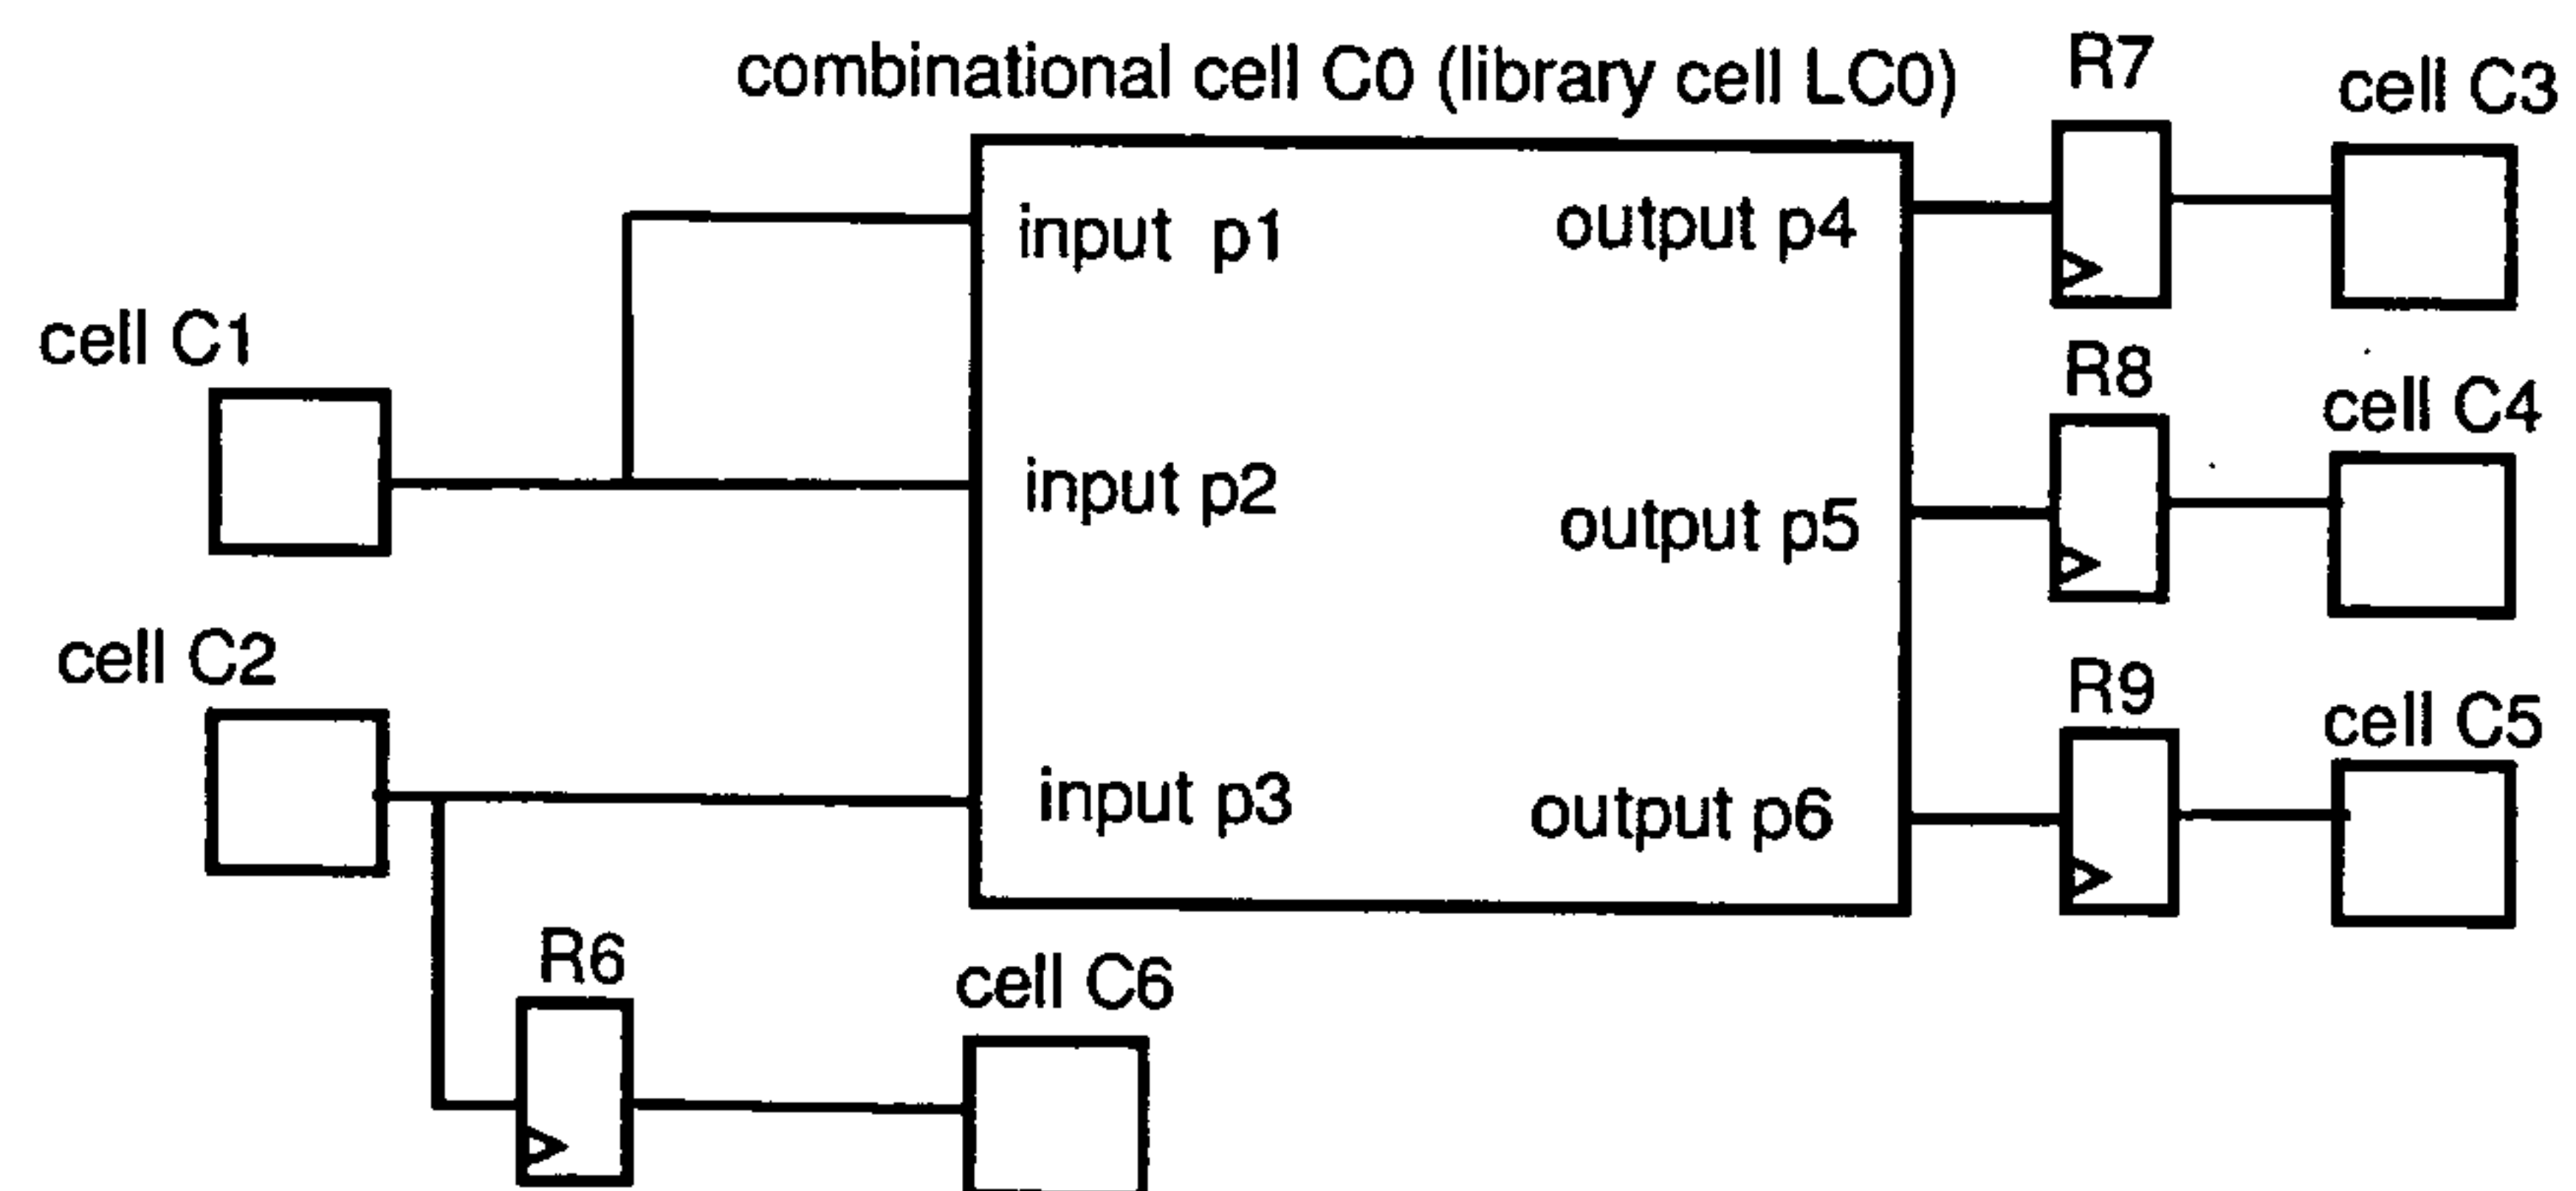 combinational cell C0 (library cell LC0)
R7
cell C3
input p1
output p4
cell C1
R8
cell C4
input p2
output p5
cell C2
R9
cell C5
input p3
output p6
R6
cell C6